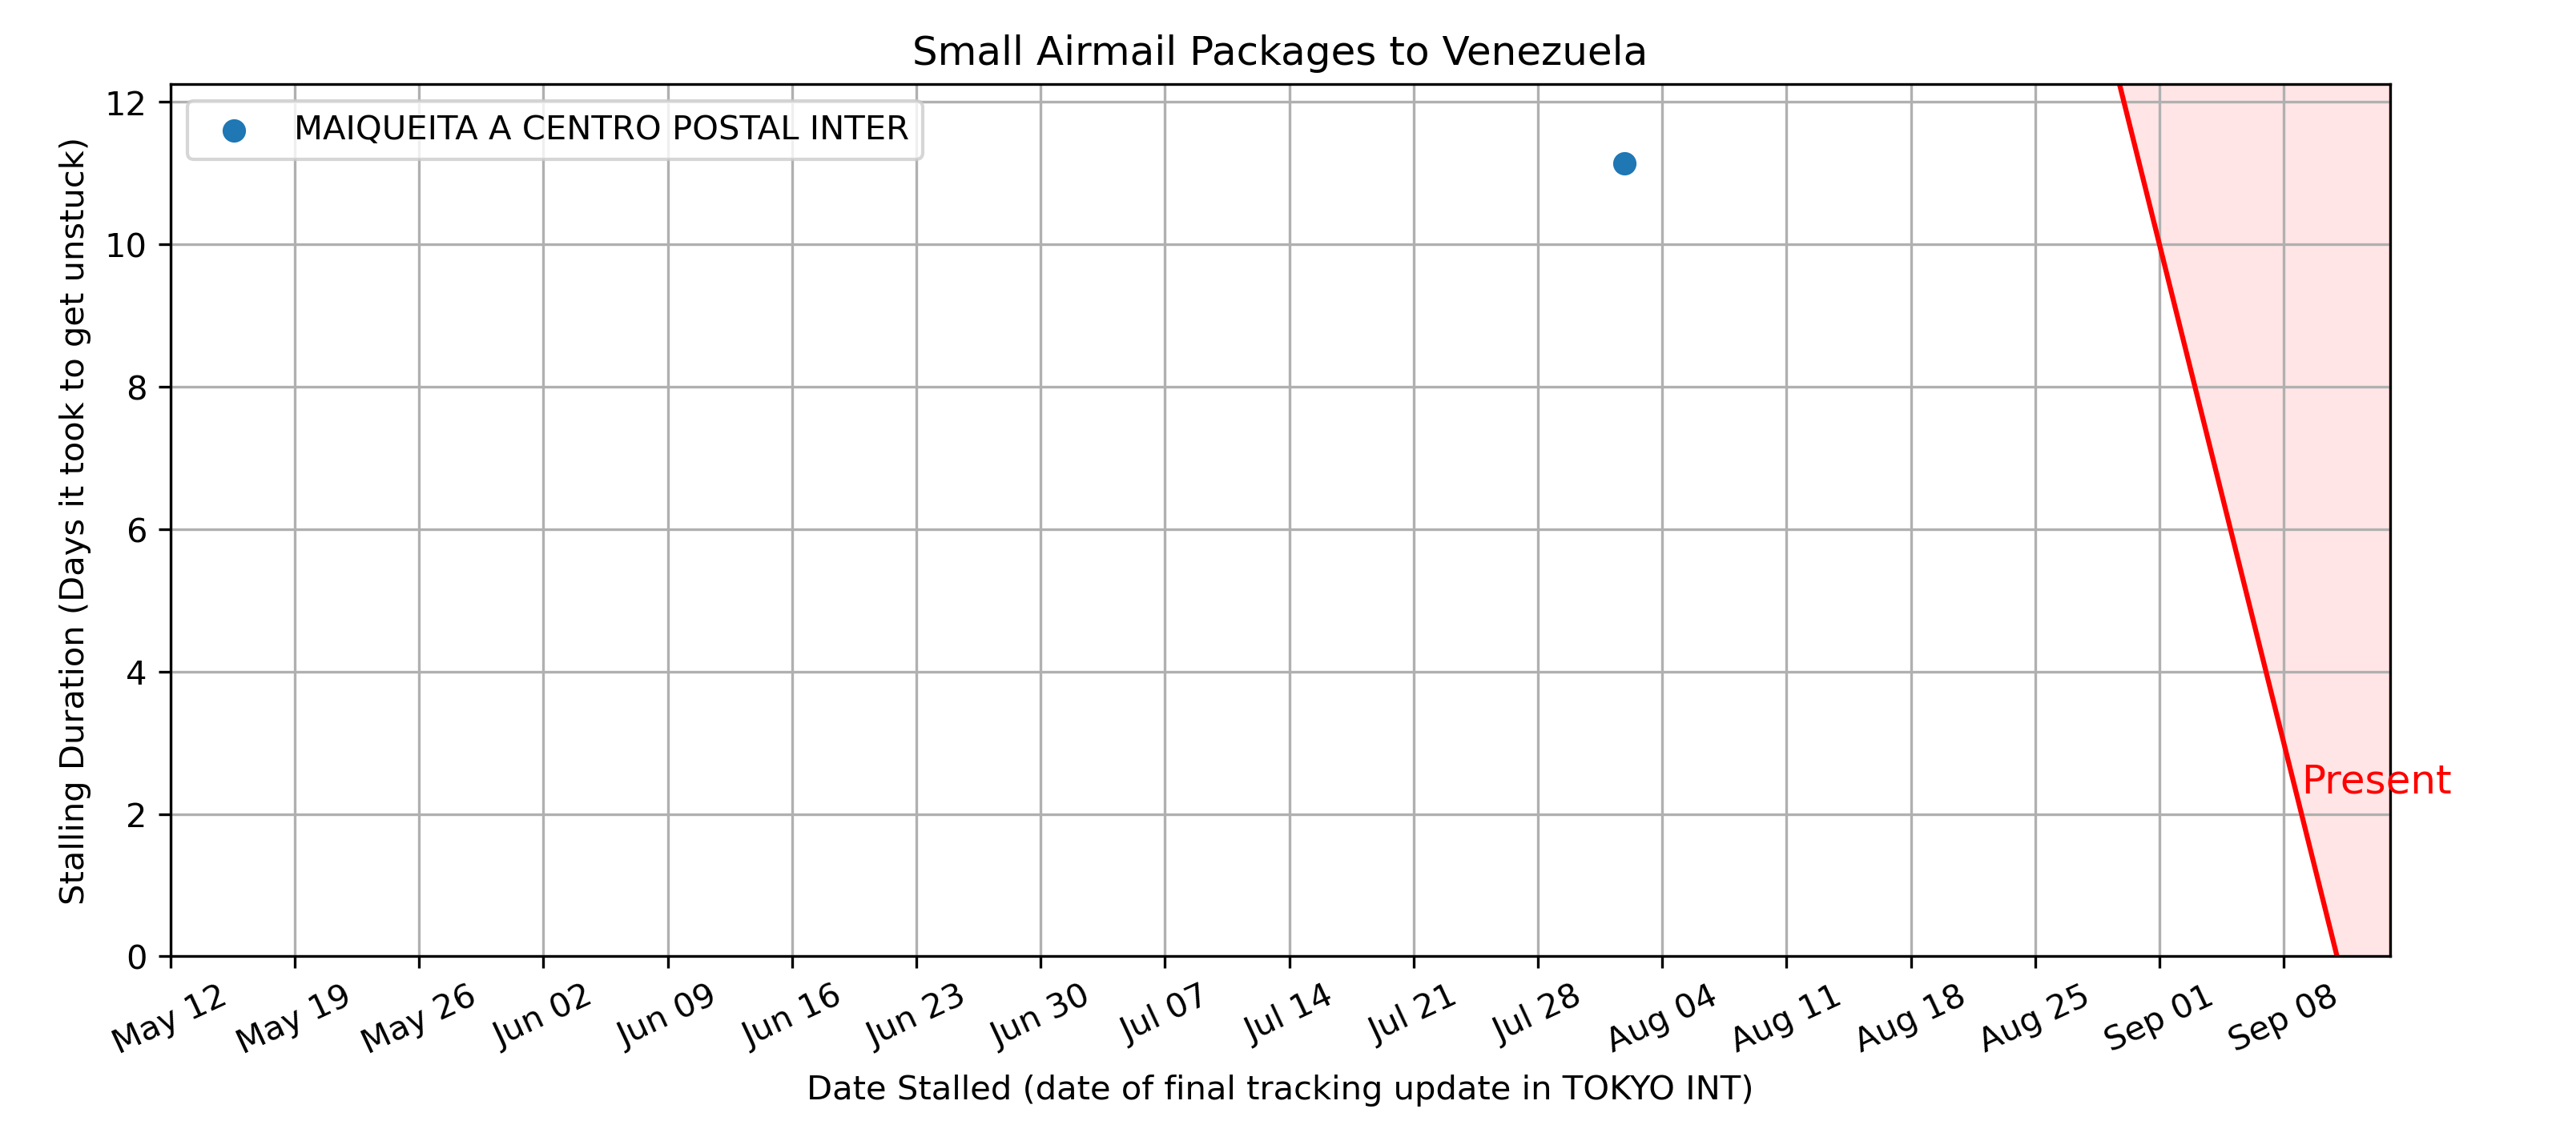 Small Airmail Packages to Venezuela
MAIQUEITA A CENTRO POSTAL INTER
Stalling Duration (Days it took to get unstuck)
12
10
8
6
4
2
0
Present
May 12
May 19
May 26
Jun 02
Jun 09
Jun 16
Jun 23
Jun 30
Jul 07
Jul 14
Jul 21
Jul 28
Aug 04
Aug 11
Aug 18
Aug 25
Sep 01
Sep 08
Date Stalled (date of final tracking update in TOKYO INT)